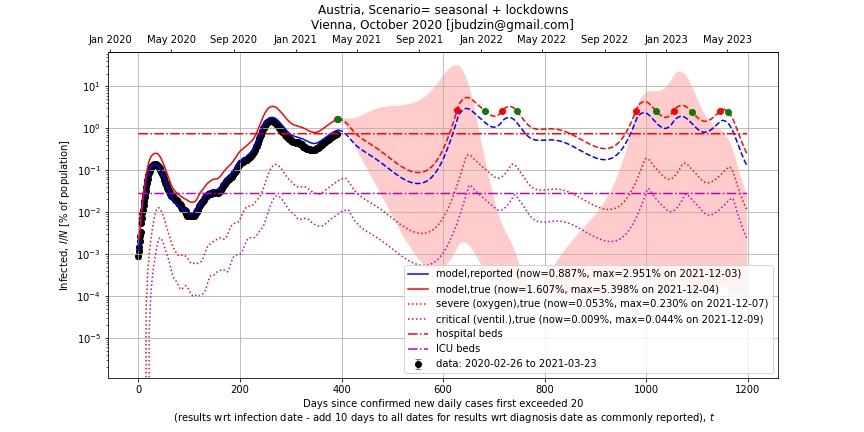 Austria, Scenario= seasonal + lockdowns
Vienna, October 2020 [jbudzin@gmail.com]
Jan 2020 May 2020 Sep 2020 Jan 2021 May 2021 Sep 2021 Jan 2022 May 2022 Sep 2022 Jan 2023 May 2023
10¹
10⁰
10⁻¹
10⁻²
10⁻³
10⁻⁴
10⁻⁵
Infected, I/N [% of population]
model,reported (now=0.887%, max=2.951% on 2021-12-03)
model,true (now=1.607%, max=5.398% on 2021-12-04)
severe (oxygen),true (now=0.053%, max=0.230% on 2021-12-07)
critical (ventil.),true (now=0.009%, max=0.044% on 2021-12-09)
hospital beds
ICU beds
data: 2020-02-26 to 2021-03-23
0 200 400 600 800 1000 1200
Days since confirmed new daily cases first exceeded 20
(results wrt infection date - add 10 days to all dates for results wrt diagnosis date as commonly reported), t